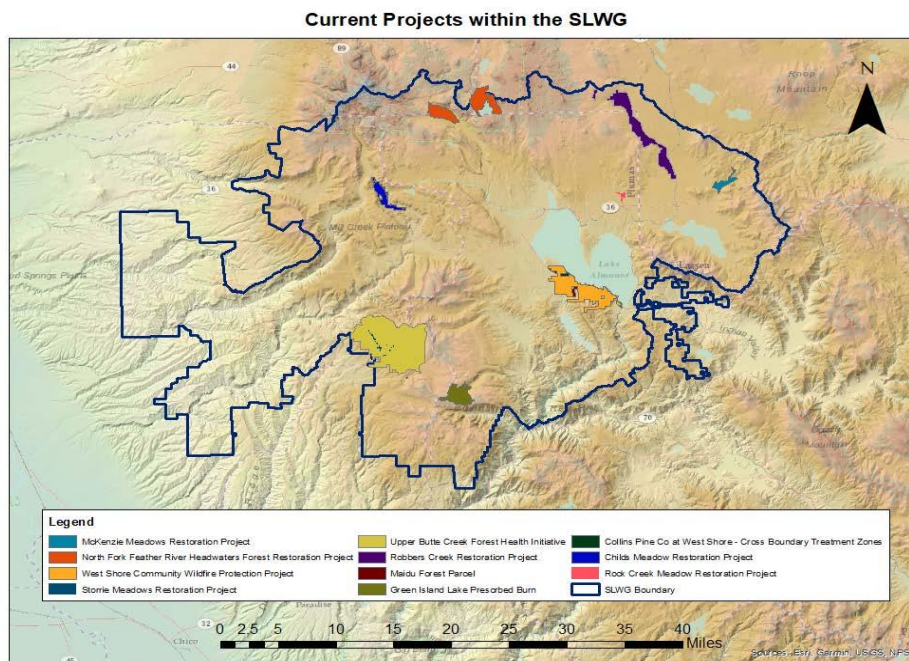 Current Projects within the SLWG
89
44
N
Mountain
36
Plumas
36
Mill Creek Plateau
Lake
Almanor
Lassen
Indian Valley
70
Mountain
Legend
McKenzie Meadows Restoration Project
North Fork Feather River Headwaters Forest Restoration Project
West Shore Community Wildfire Protection Project
Storrie Meadows Restoration Project
Upper Butte Creek Forest Health Initiative
Robbers Creek Restoration Project
Maidu Forest Parcel
Green Island Lake Presorbed Burn
Collins Pine Co at West Shore - Cross Boundary Treatment Zones
Childs Meadow Restoration Project
Rock Creek Meadow Restoration Project
SLWG Boundary
Paradise
32
Chico
0 2.5 5 10 15 20 25 30 35 40
Miles
Sources: Esri, Garmin, USGS, NPS